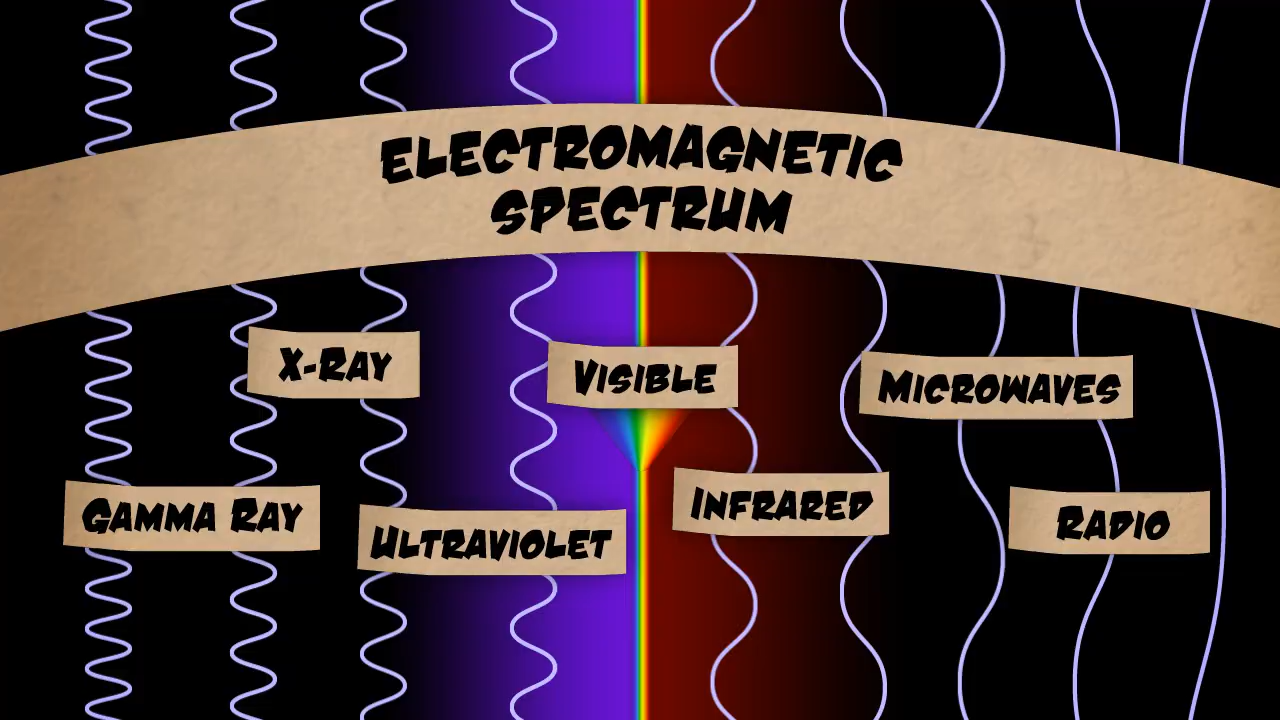 ELECTROMAGNETIC
SPECTRUM
X-RAY
VISIBLE
MICROWAVES
GAMMA RAY
ULTRAVIOLET
INFRARED
RADIO